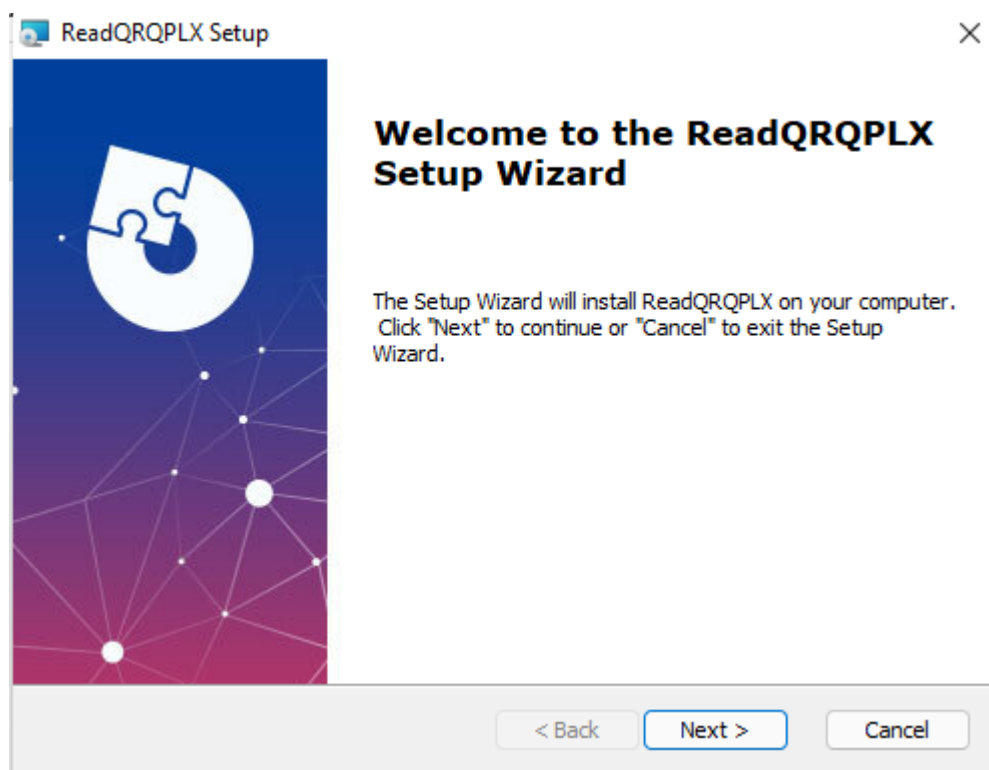 ReadQRQPLX Setup
Welcome to the ReadQRQPLX
Setup Wizard
The Setup Wizard will install ReadQRQPLX on your computer.
Click "Next" to continue or "Cancel" to exit the Setup
Wizard.
< Back
Next >
Cancel